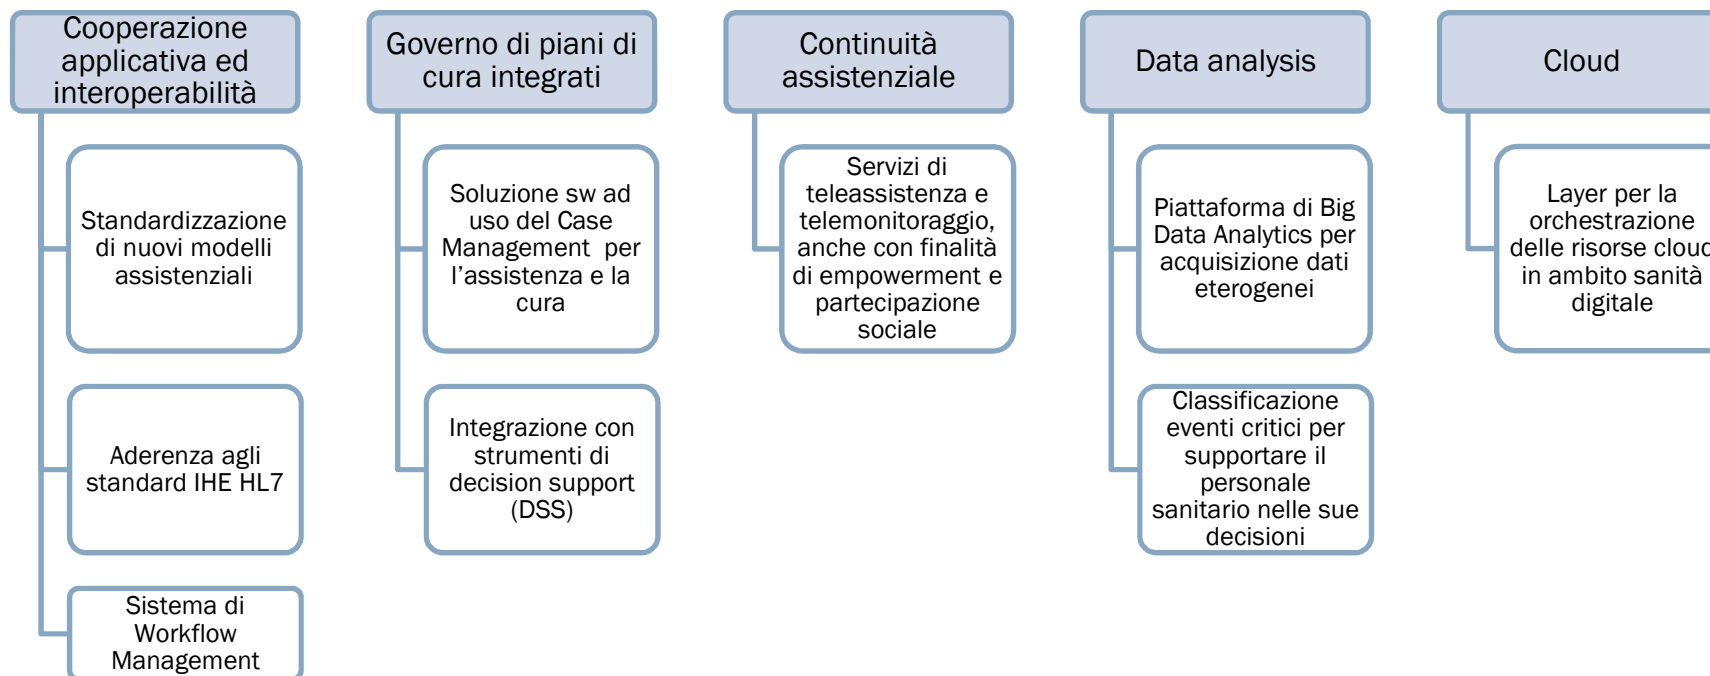 Cooperazione
applicativa ed
interoperabilità
Standardizzazione
di nuovi modelli
assistenziali
Aderenza agli
standard IHE HL7
Sistema di
Workflow
Management
Governo di piani di
cura integrati
Soluzione sw ad
uso del Case
Management per
l'assistenza e la
cura
Integrazione con
strumenti di
decision support
(DSS)
Continuità
assistenziale
Servizi di
teleassistenza e
telemonitoraggio,
anche con finalità
di empowerment e
partecipazione
sociale
Data analysis
Piattaforma di Big
Data Analytics per
acquisizione dati
eterogenei
Classificazione
eventi critici per
supportare il
personale
sanitario nelle sue
decisioni
Cloud
Layer per la
orchestrazione
delle risorse cloud
in ambito sanità
digitale